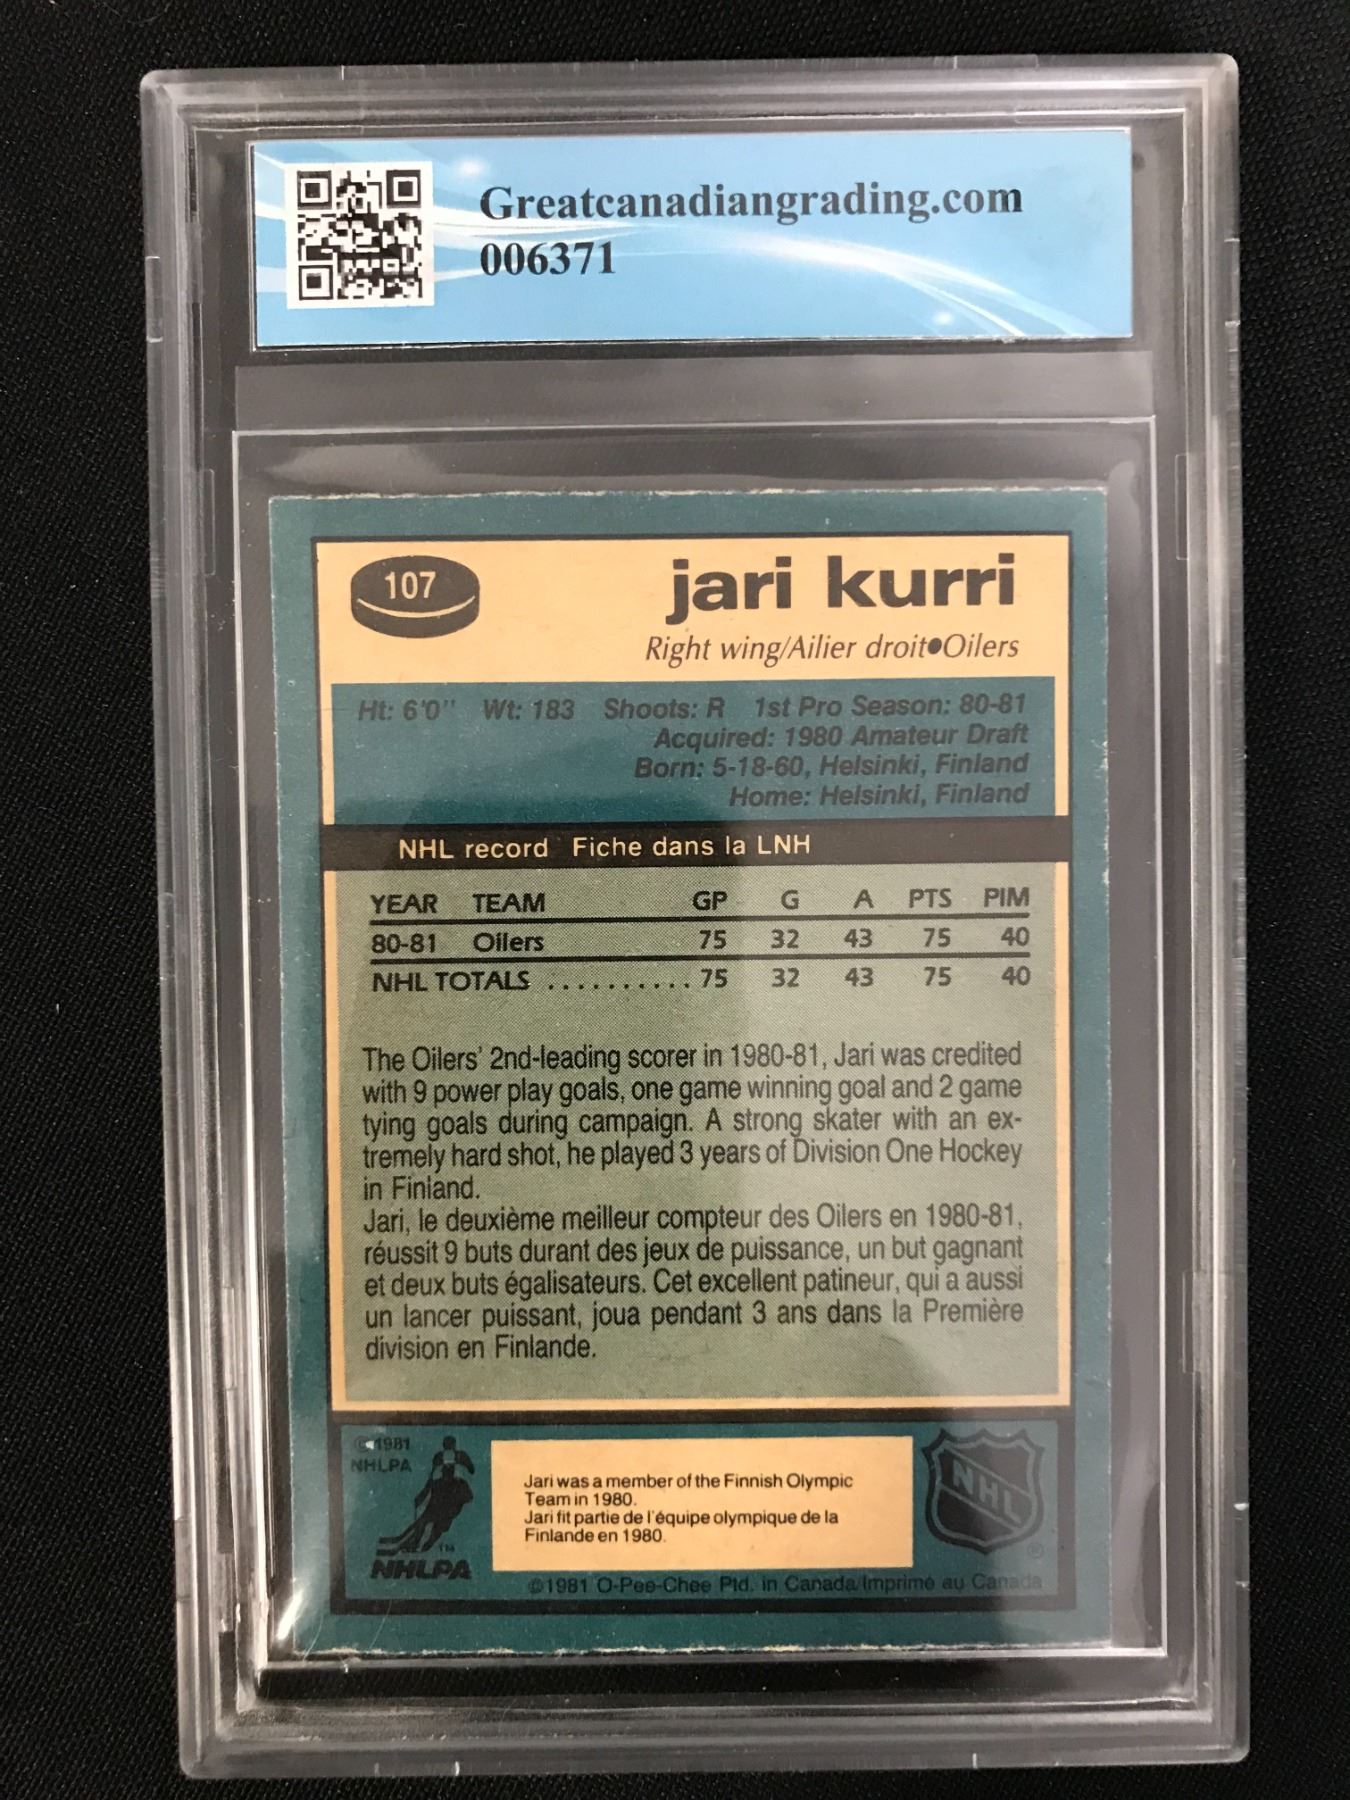 Greatcanadiangrading.com
006371
107
jari kurri
Right wing/Ailier droit●Oilers
Ht: 6'0" Wt: 183 Shoots: R 1st Pro Season: 80-81
Acquired: 1980 Amateur Draft
Born: 5-18-60, Helsinki, Finland
Home: Helsinki, Finland
NHL record Fiche dans la LNH
YEAR TEAM GP G A PTS PIM
80-81 Oilers 75 32 43 75 40
NHL TOTALS .......... 75 32 43 75 40
The Oilers' 2nd-leading scorer in 1980-81, Jari was credited
with 9 power play goals, one game winning goal and 2 game
tying goals during campaign. A strong skater with an ex-
tremely hard shot, he played 3 years of Division One Hockey
in Finland.
Jari, le deuxième meilleur compteur des Oilers en 1980-81,
réussit 9 buts durant des jeux de puissance, un but gagnant
et deux buts égalisateurs. Cet excellent patineur, qui a aussi
un lancer puissant, joua pendant 3 ans dans la Première
division en Finlande.
©1981
NHLPA
Jari was a member of the Finnish Olympic
Team in 1980.
Jari fit partie de l'équipe olympique de la
Finlande en 1980.
NHL
®
TM
NHLPA
©1981 O-Pee-Chee Ptd. in Canada/Imprimé au Canada